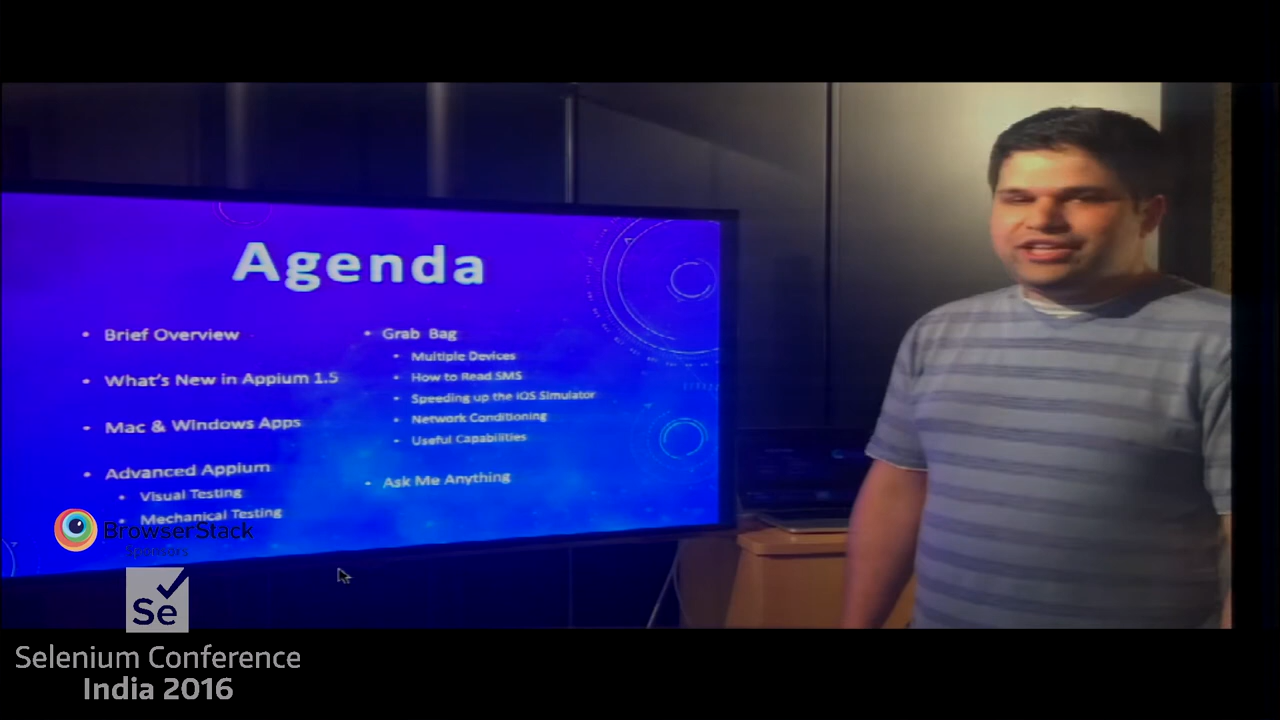 Agenda
• Brief Overview
• What's New in Appium 1.5
• Mac & Windows Apps
• Advanced Appium
• Visual Testing
• Mechanical Testing
• Grab Bag
• Multiple Devices
• How to Read SMS
• Speeding up the iOS Simulator
• Network Conditioning
• Useful Capabilities
• Ask Me Anything
BrowserStack
Sponsors
Se
Selenium Conference
India 2016